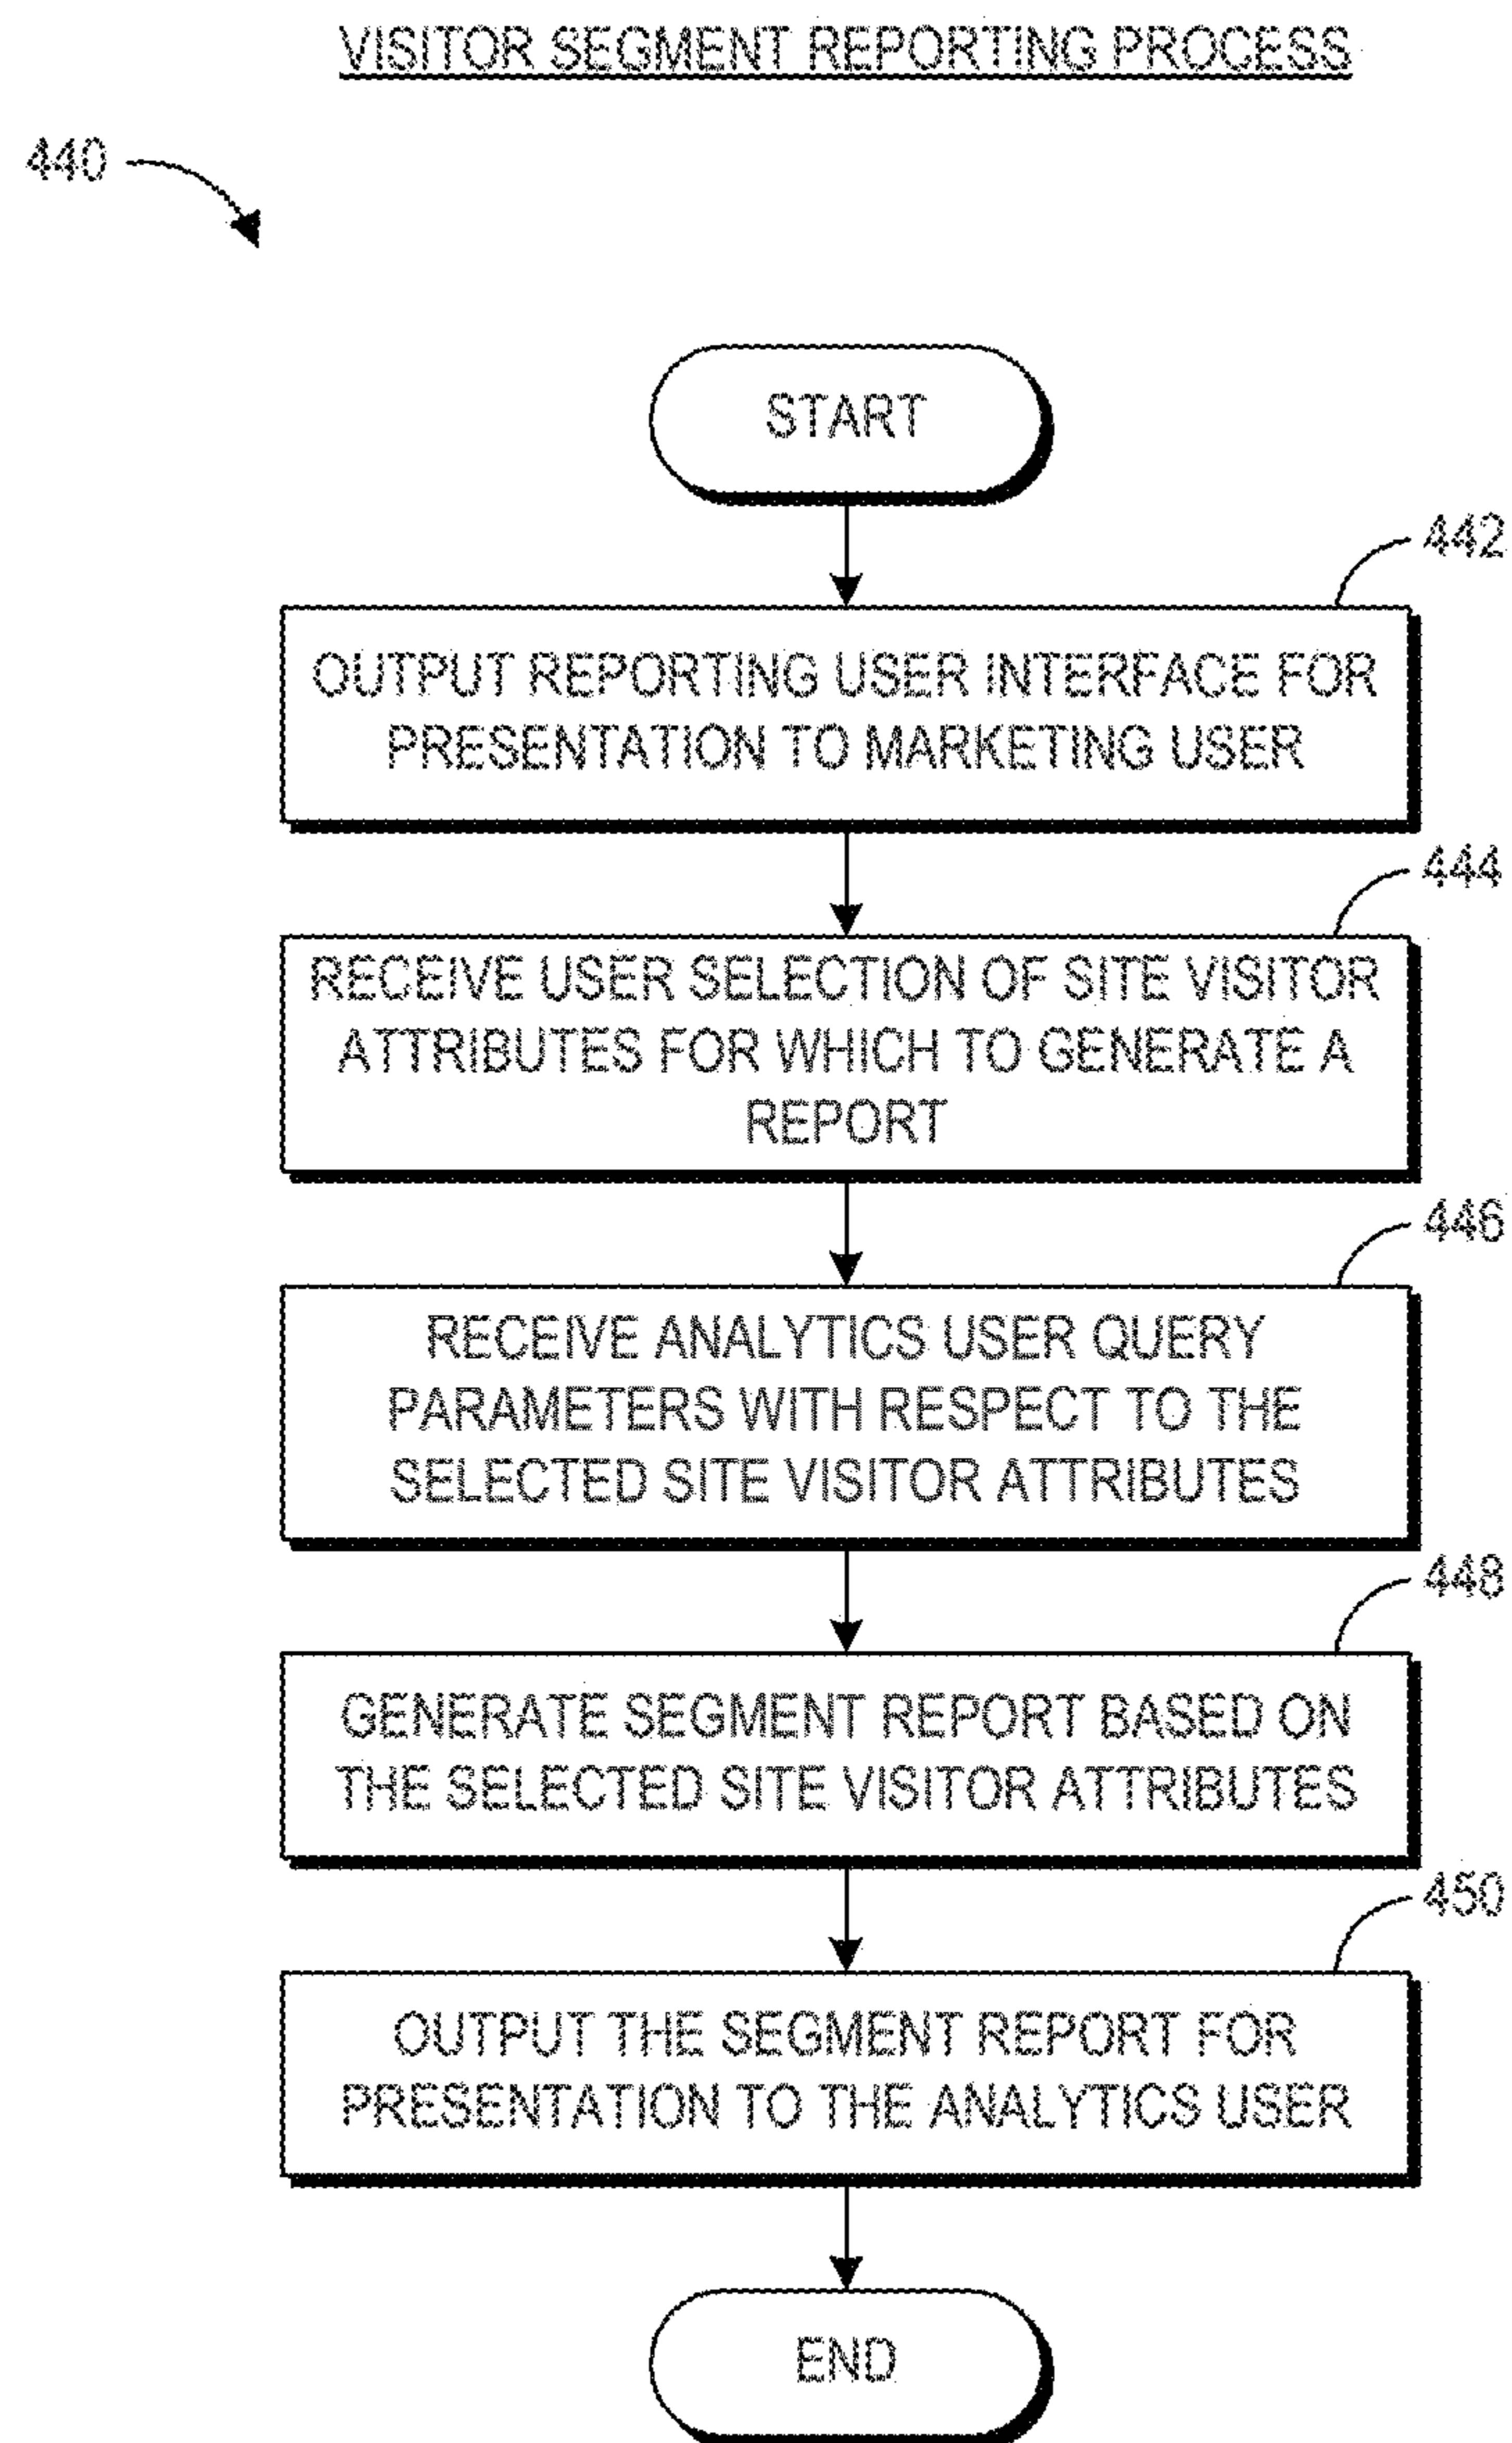 VISITOR SEGMENT REPORTING PROCESS
440
START
442
OUTPUT REPORTING USER INTERFACE FOR
PRESENTATION TO MARKETING USER
444
RECEIVE USER SELECTION OF SITE VISITOR
ATTRIBUTES FOR WHICH TO GENERATE A
REPORT
446
RECEIVE ANALYTICS USER QUERY
PARAMETERS WITH RESPECT TO THE
SELECTED SITE VISITOR ATTRIBUTES
448
GENERATE SEGMENT REPORT BASED ON
THE SELECTED SITE VISITOR ATTRIBUTES
450
OUTPUT THE SEGMENT REPORT FOR
PRESENTATION TO THE ANALYTICS USER
END